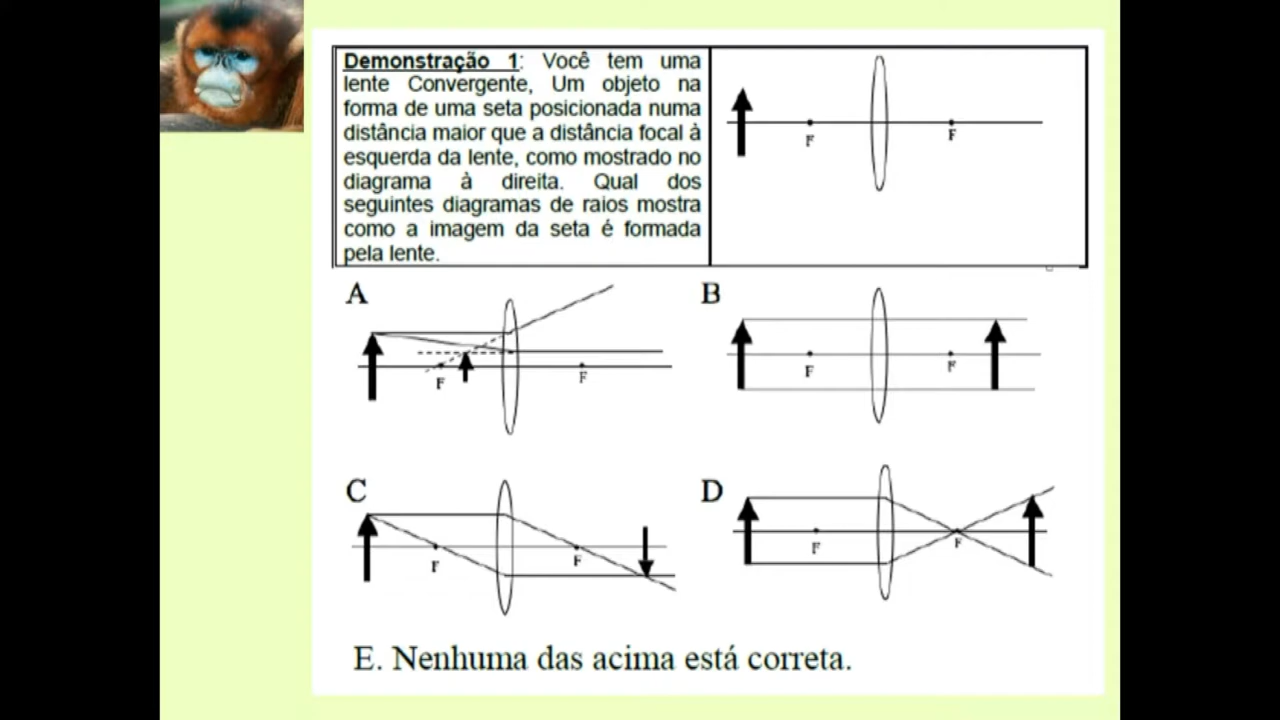 Demonstração 1: Você tem uma
lente Convergente, Um objeto na
forma de uma seta posicionada numa
distância maior que a distância focal à
esquerda da lente, como mostrado no
diagrama à direita. Qual dos
seguintes diagramas de raios mostra
como a imagem da seta é formada
pela lente.
F F
A
F F
B
F F
C
F F
D
F F
E. Nenhuma das acima está correta.